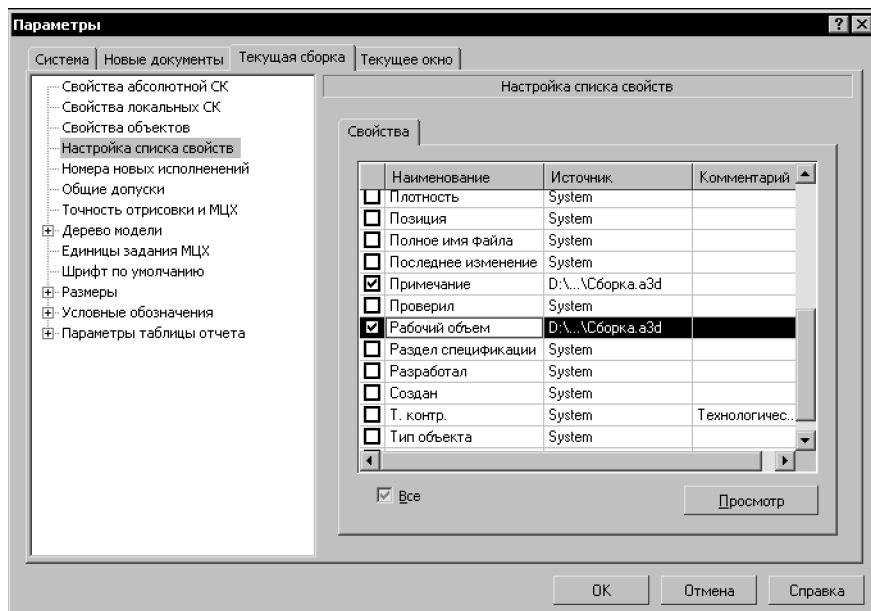 Параметры
Система Новые документы Текущая сборка Текущее окно
Свойства абсолютной СК
Свойства локальных СК
Свойства объектов
Настройка списка свойств
Номера новых исполненений
Общие допуски
Точность отрисовки и МЦХ
Дерево модели
Единицы задания МЦХ
Шрифт по умолчанию
Размеры
Условные обозначения
Параметры таблицы отчета
Настройка списка свойств
Свойства
Наименование Источник Комментарий
Плотность System
Позиция System
Полное имя файла System
Последнее изменение System
Примечание D:\...\Сборка.a3d
Проверил System
Рабочий объем D:\...\Сборка.a3d
Раздел спецификации System
Разработал System
Создан System
Т. контр. System Технологичес...
Тип объекта System
Все
Просмотр
OK Отмена Справка